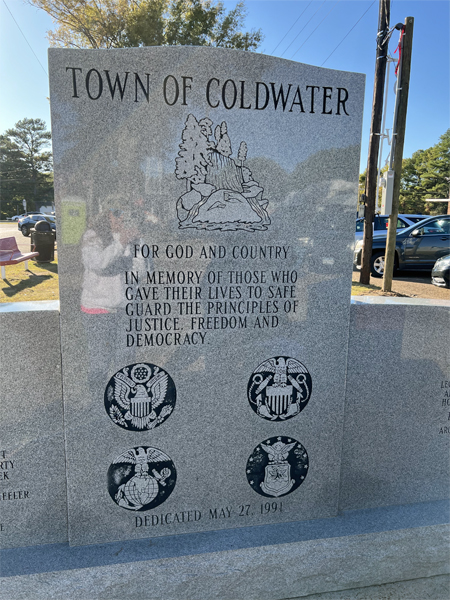 TOWN OF COLDWATER
FOR GOD AND COUNTRY
IN MEMORY OF THOSE WHO
GAVE THEIR LIVES TO SAFE
GUARD THE PRINCIPLES OF
JUSTICE, FREEDOM AND
DEMOCRACY.
DEDICATED MAY 27, 1991